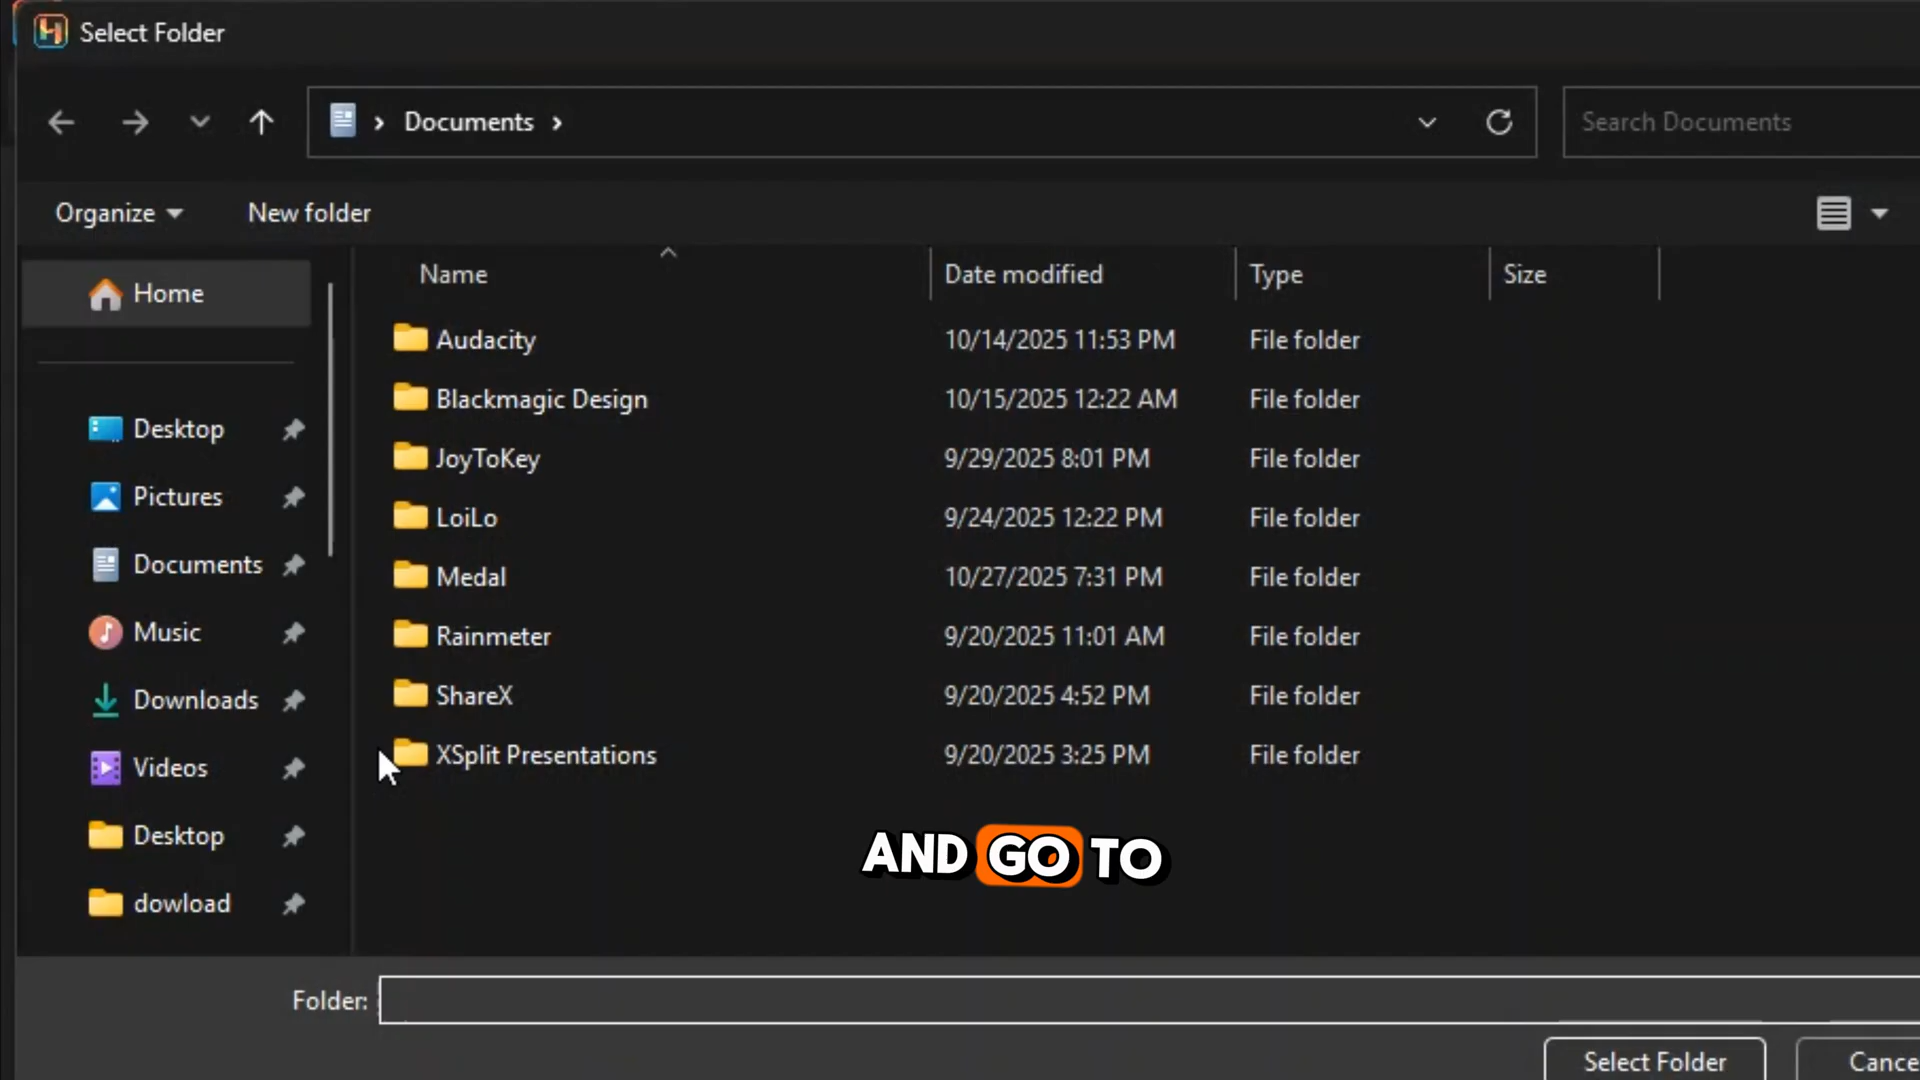 Select Folder
Documents
Search Documents
Organize
New folder
Name
Date modified
Type
Size
Home
Desktop
Pictures
Documents
Music
Downloads
Videos
Desktop
dowload
Audacity 10/14/2025 11:53 PM File folder
Blackmagic Design 10/15/2025 12:22 AM File folder
JoyToKey 9/29/2025 8:01 PM File folder
LoiLo 9/24/2025 12:22 PM File folder
Medal 10/27/2025 7:31 PM File folder
Rainmeter 9/20/2025 11:01 AM File folder
ShareX 9/20/2025 4:52 PM File folder
XSplit Presentations 9/20/2025 3:25 PM File folder
AND GO TO
Folder:
Select Folder
Cance